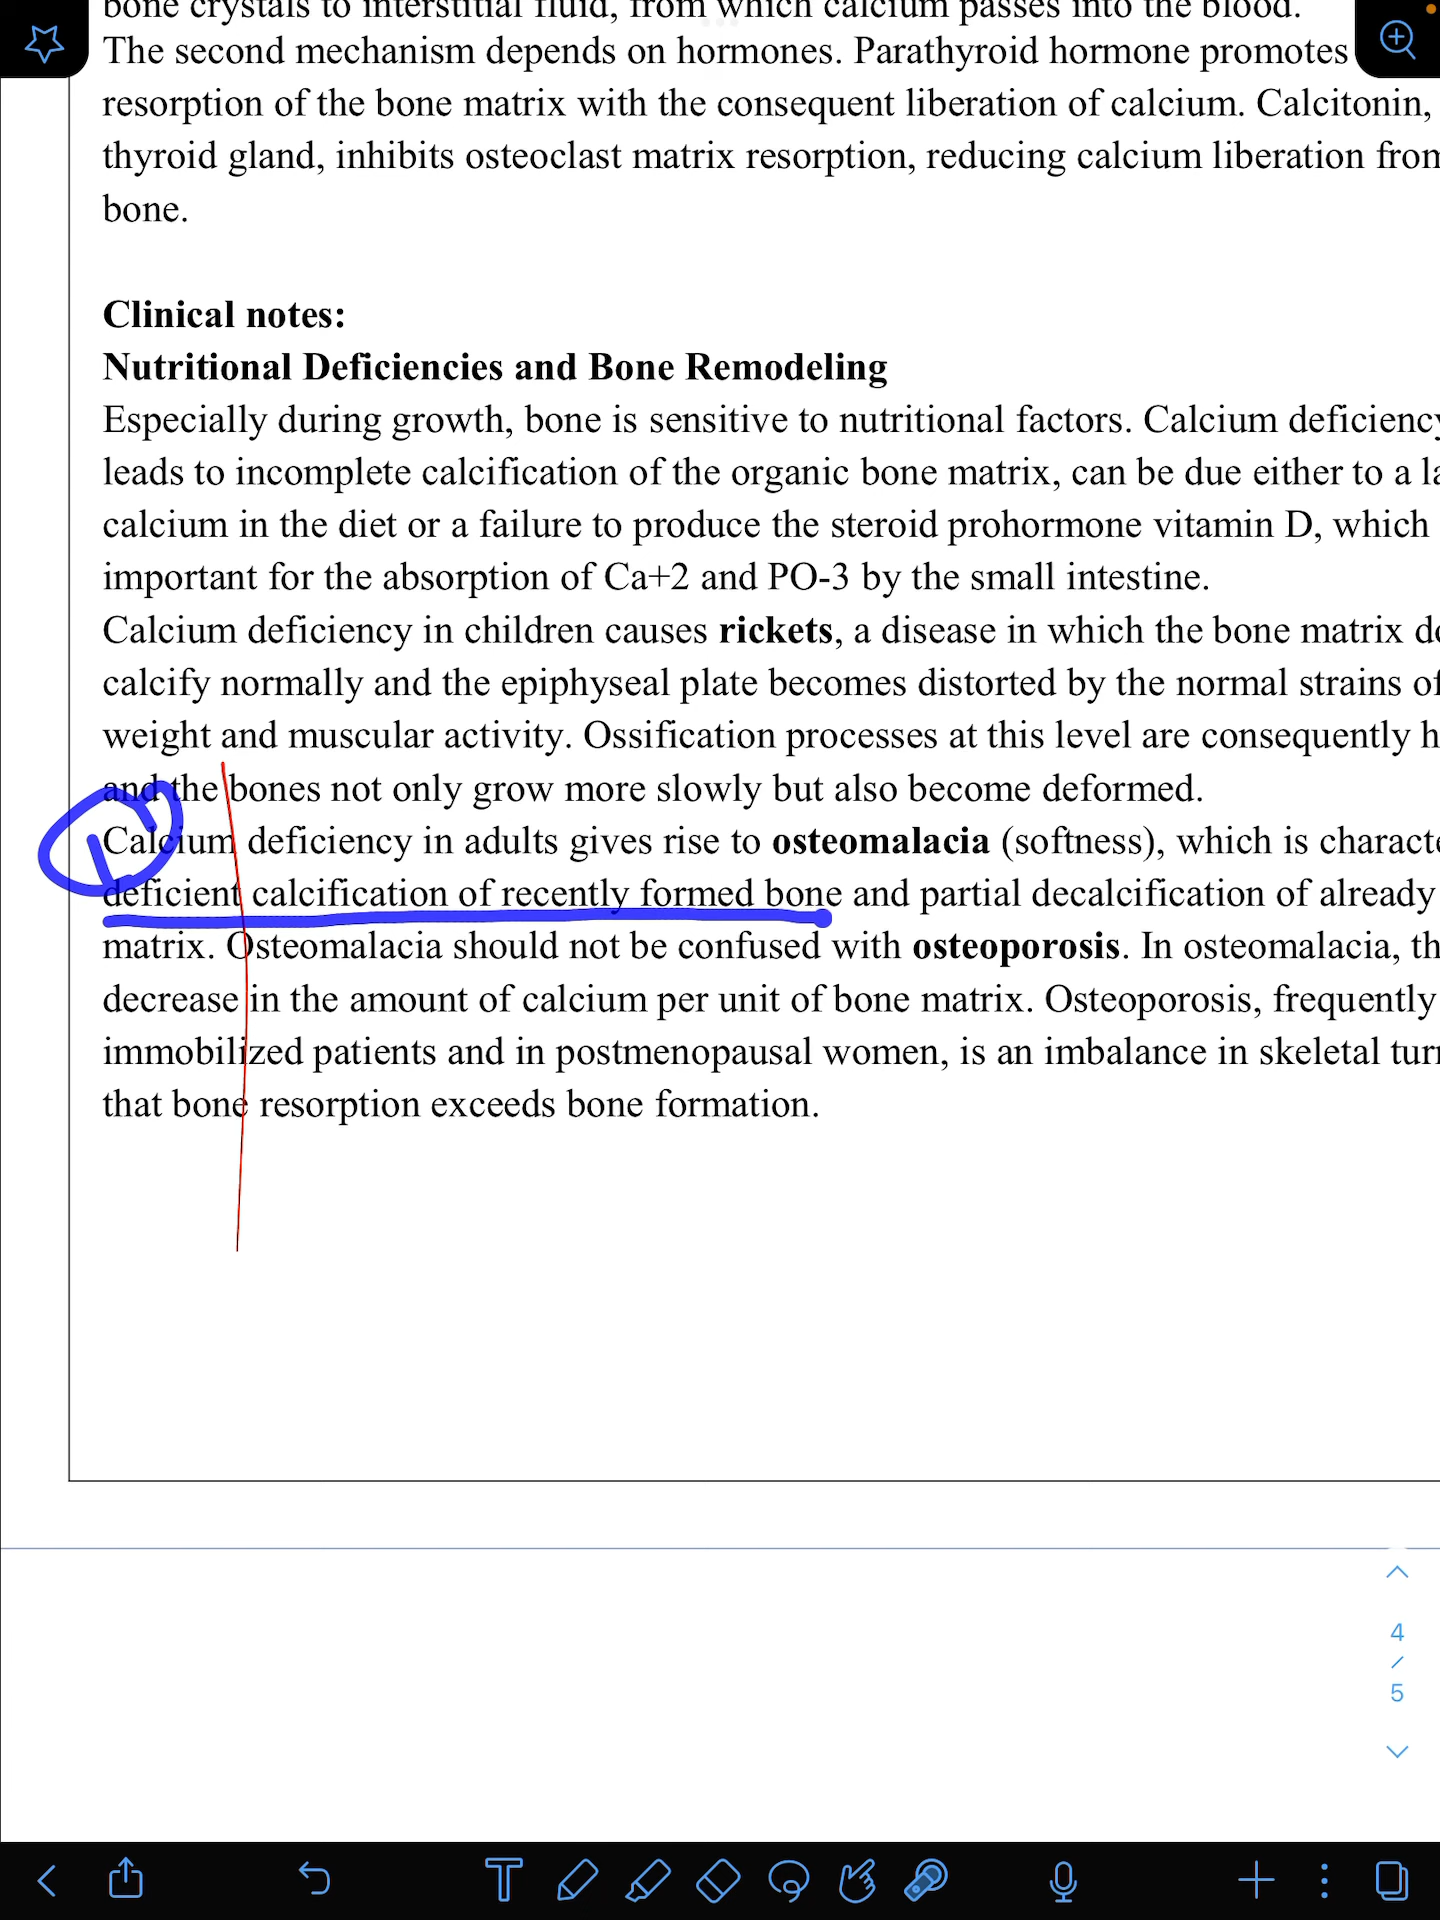 bone crystals to interstitial fluid, from which calcium passes into the blood.
The second mechanism depends on hormones. Parathyroid hormone promotes
resorption of the bone matrix with the consequent liberation of calcium. Calcitonin,
thyroid gland, inhibits osteoclast matrix resorption, reducing calcium liberation from
bone.
Clinical notes:
Nutritional Deficiencies and Bone Remodeling
Especially during growth, bone is sensitive to nutritional factors. Calcium deficiency
leads to incomplete calcification of the organic bone matrix, can be due either to a
calcium in the diet or a failure to produce the steroid prohormone vitamin D, which
important for the absorption of Ca+2 and PO-3 by the small intestine.
Calcium deficiency in children causes rickets, a disease in which the bone matrix
calcify normally and the epiphyseal plate becomes distorted by the normal strains of
weight and muscular activity. Ossification processes at this level are consequently
and the bones not only grow more slowly but also become deformed.
Calcium deficiency in adults gives rise to osteomalacia (softness), which is
deficient calcification of recently formed bone and partial decalcification of already
matrix. Osteomalacia should not be confused with osteoporosis. In osteomalacia,
decrease in the amount of calcium per unit of bone matrix. Osteoporosis, frequently
immobilized patients and in postmenopausal women, is an imbalance in skeletal
that bone resorption exceeds bone formation.
4
/
5